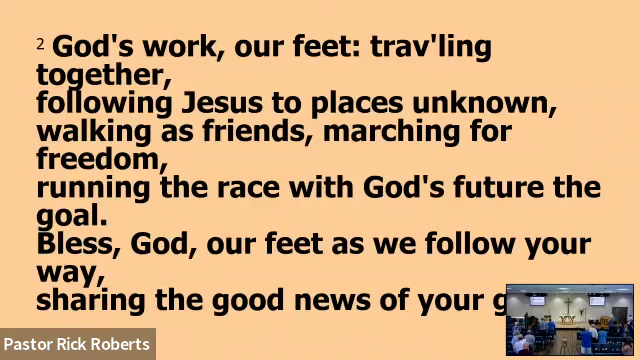 2 God's work, our feet: trav'ling
together,
following Jesus to places unknown,
walking as friends, marching for
freedom,
running the race with God's future the
goal.
Bless, God, our feet as we follow your
way,
sharing the good news of your
Pastor Rick Roberts